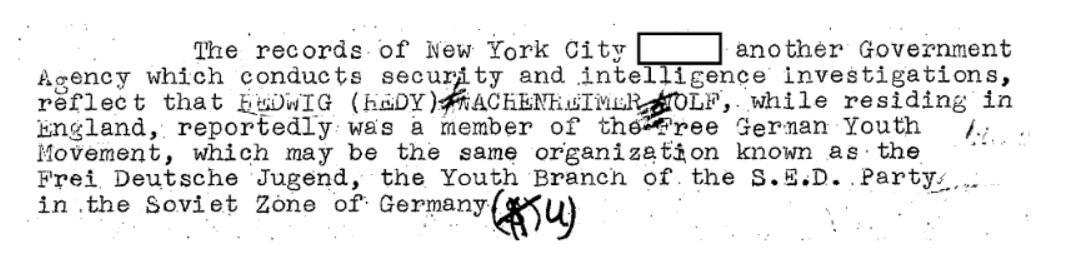 The records of New York City another Government
Agency which conducts security and intelligence investigations,
reflect that HEDWIG (HEDY) WACHENHEIMER WOLF, while residing in
England, reportedly was a member of the Free German Youth
Movement, which may be the same organization known as the
Frei Deutsche Jugend, the Youth Branch of the S.E.D. Party
in the Soviet Zone of Germany (U)